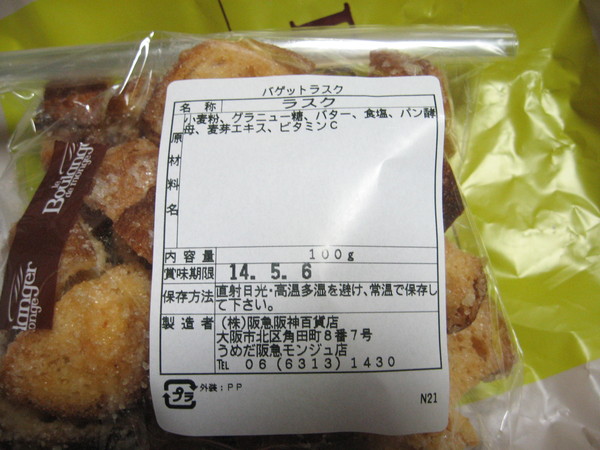 バゲットラスク
名称 ラスク
原材料名 小麦粉、グラニュー糖、バター、食塩、パン酵
母、麦芽エキス、ビタミンC
内容量 100g
賞味期限 14.5.6
保存方法 直射日光・高温多湿を避け、常温で保存し
て下さい。
製造者 (株)阪急阪神百貨店
大阪市北区角田町8番7号
うめだ阪急モンジュ店
TEL 06(6313)1430
プラ 外装:PP
N21
le Boulanger
de monge
oulanger
monge